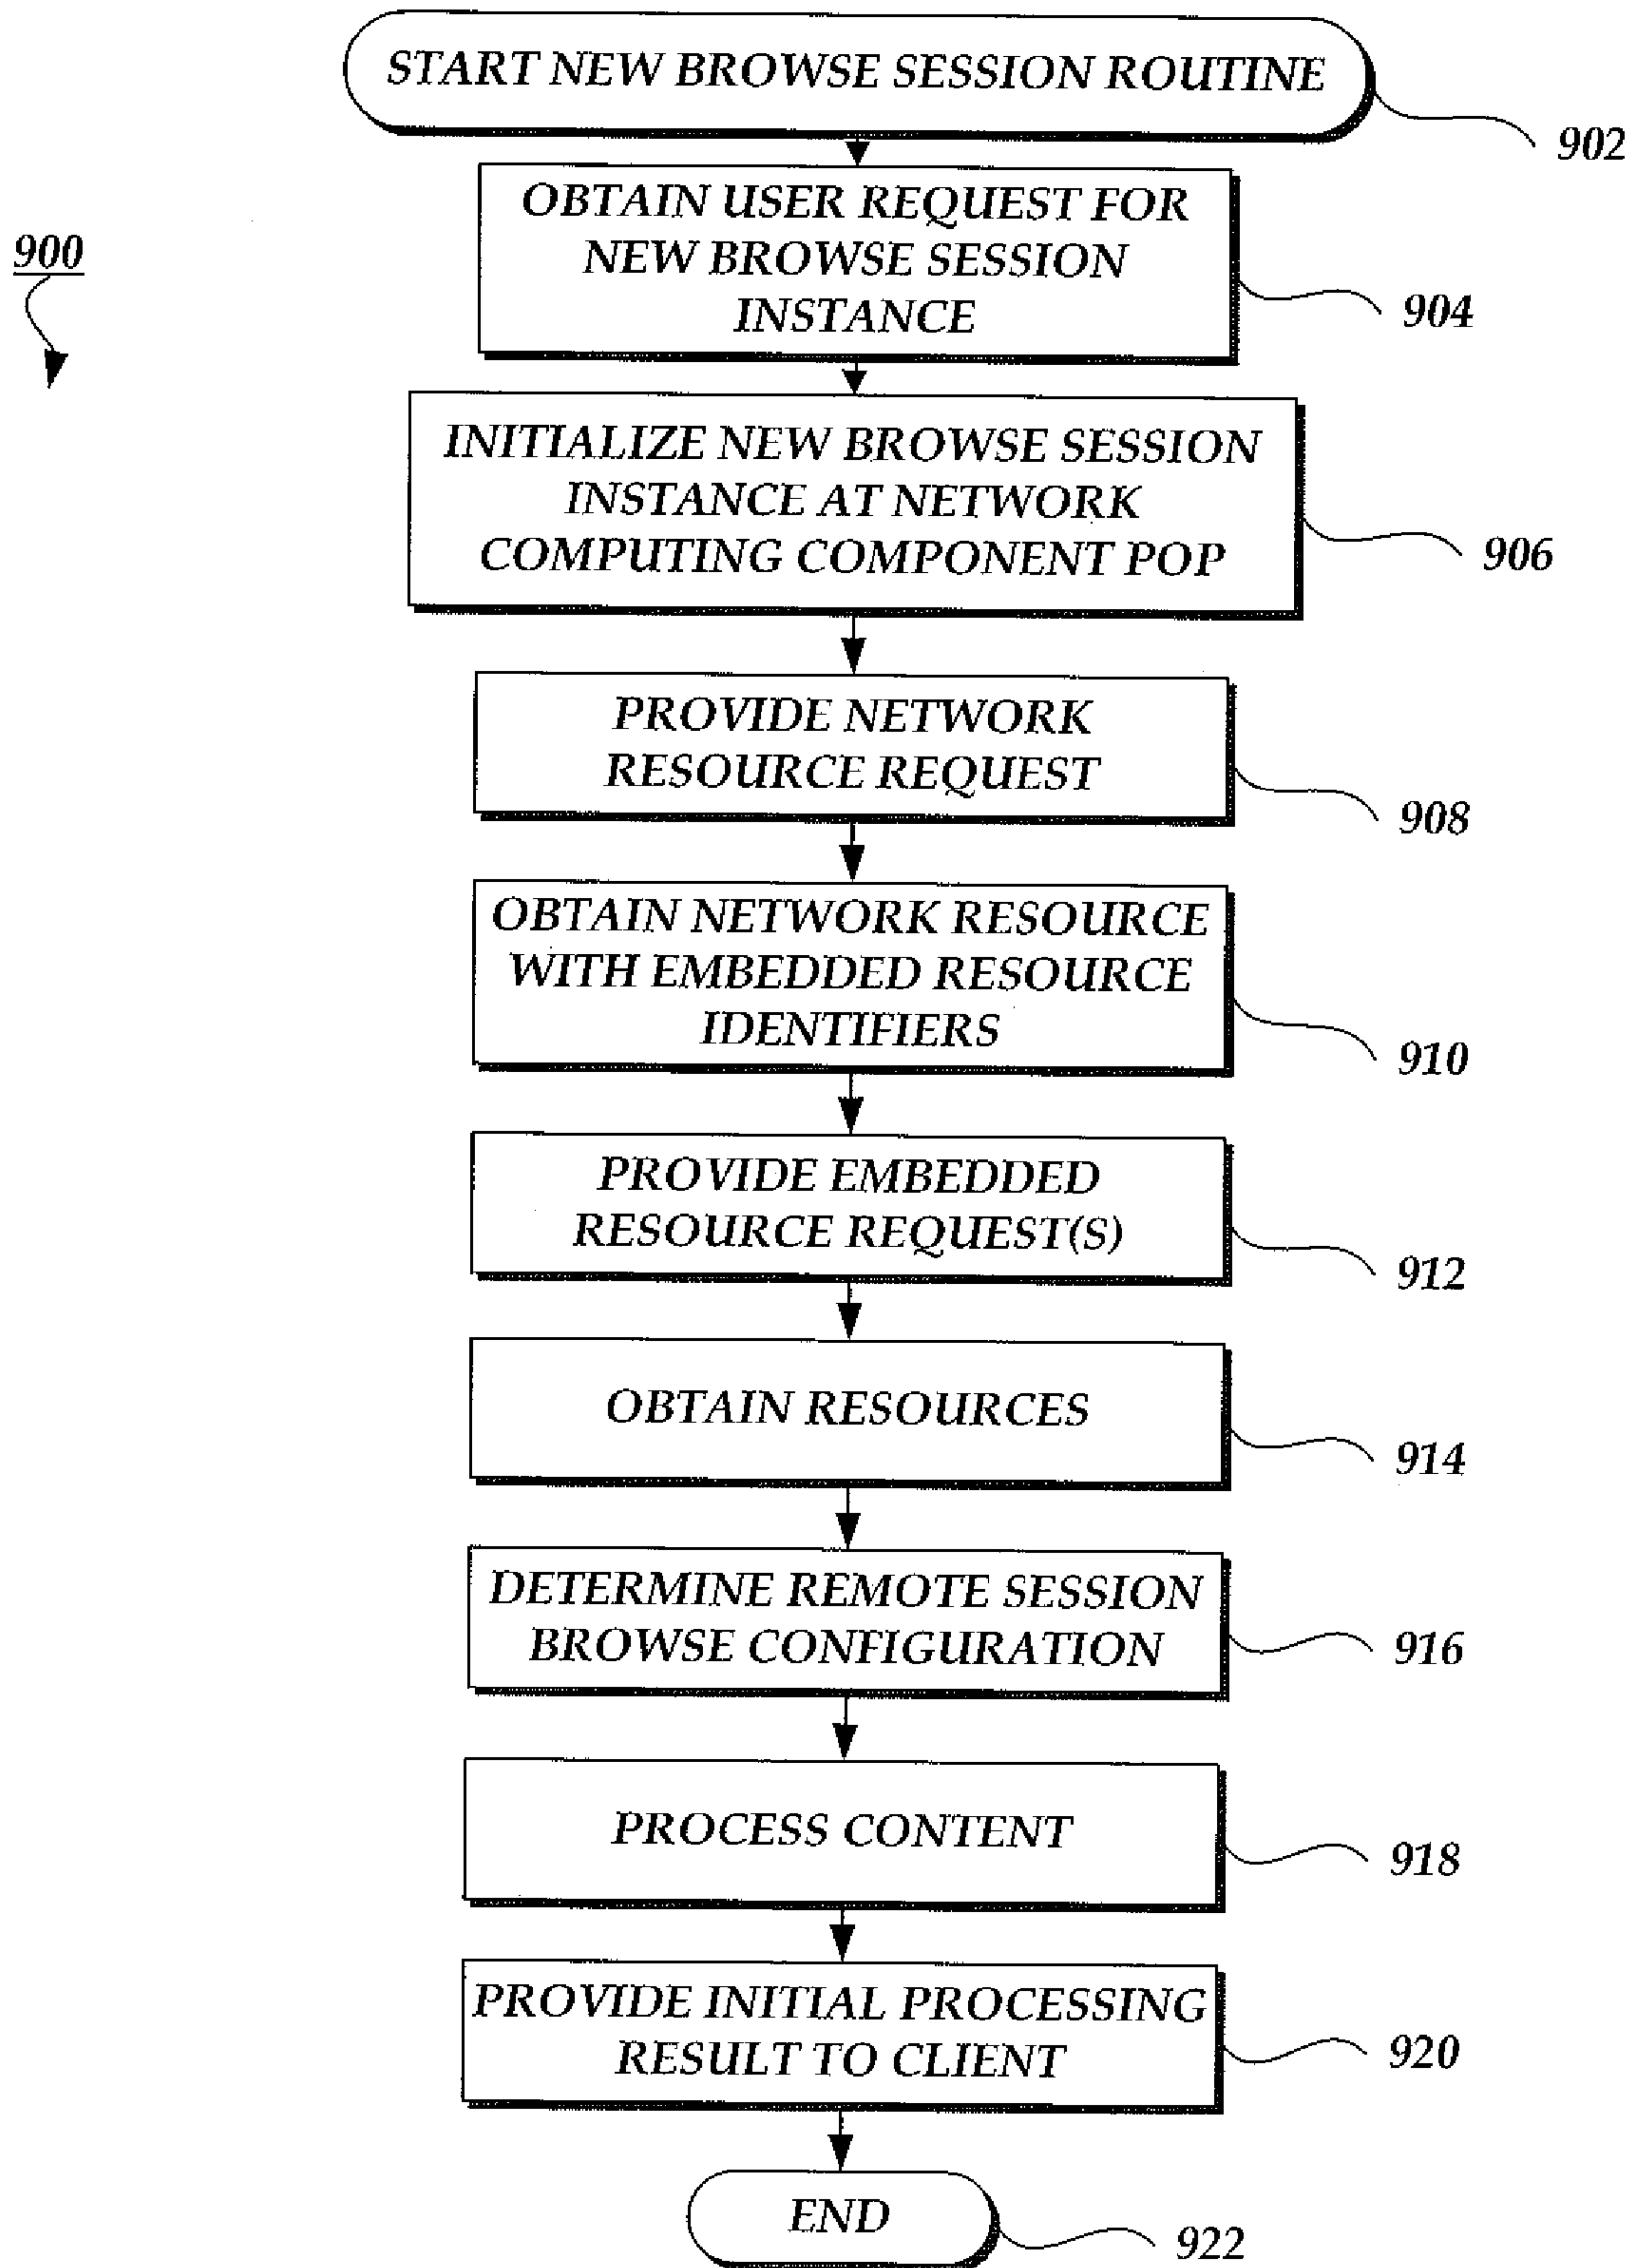 START NEW BROWSE SESSION ROUTINE
902
900
OBTAIN USER REQUEST FOR
NEW BROWSE SESSION
INSTANCE
904
INITIALIZE NEW BROWSE SESSION
INSTANCE AT NETWORK
COMPUTING COMPONENT POP
906
PROVIDE NETWORK
RESOURCE REQUEST
908
OBTAIN NETWORK RESOURCE
WITH EMBEDDED RESOURCE
IDENTIFIERS
910
PROVIDE EMBEDDED
RESOURCE REQUEST(S)
912
OBTAIN RESOURCES
914
DETERMINE REMOTE SESSION
BROWSE CONFIGURATION
916
PROCESS CONTENT
918
PROVIDE INITIAL PROCESSING
RESULT TO CLIENT
920
END
922